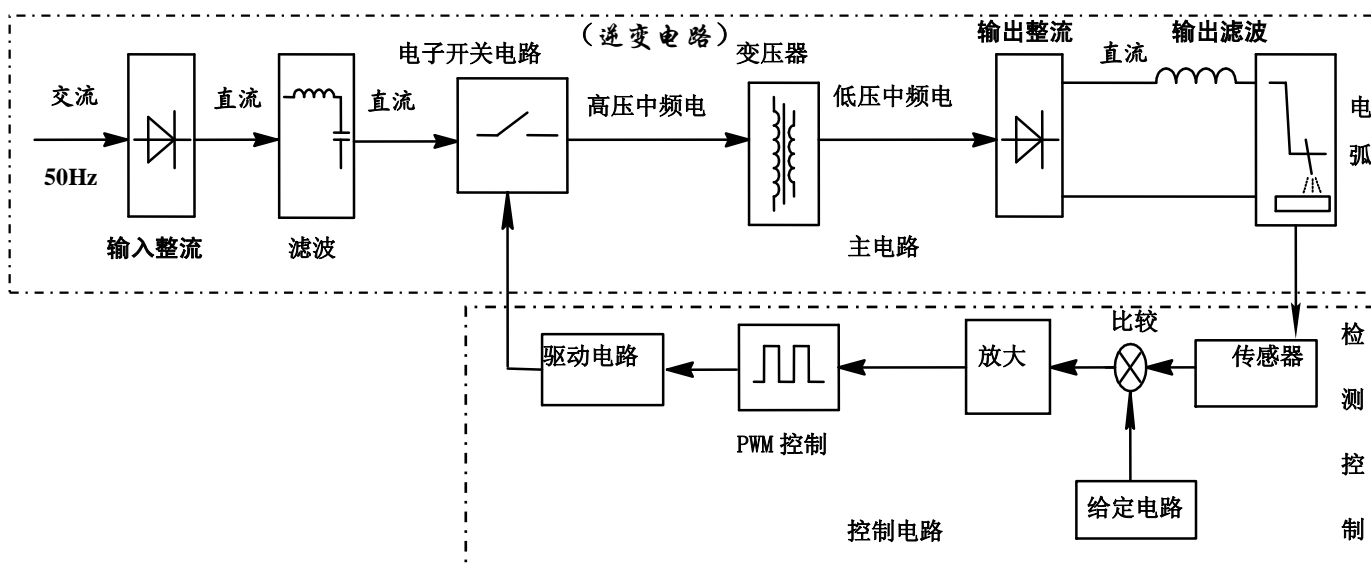 （逆变电路）
电子开关电路
变压器
输出整流
直流
输出滤波
交流
直流
直流
高压中频电
低压中频电
电弧
50Hz
输入整流
滤波
主电路
比较
驱动电路
放大
传感器
检测控制
PWM 控制
给定电路
控制电路